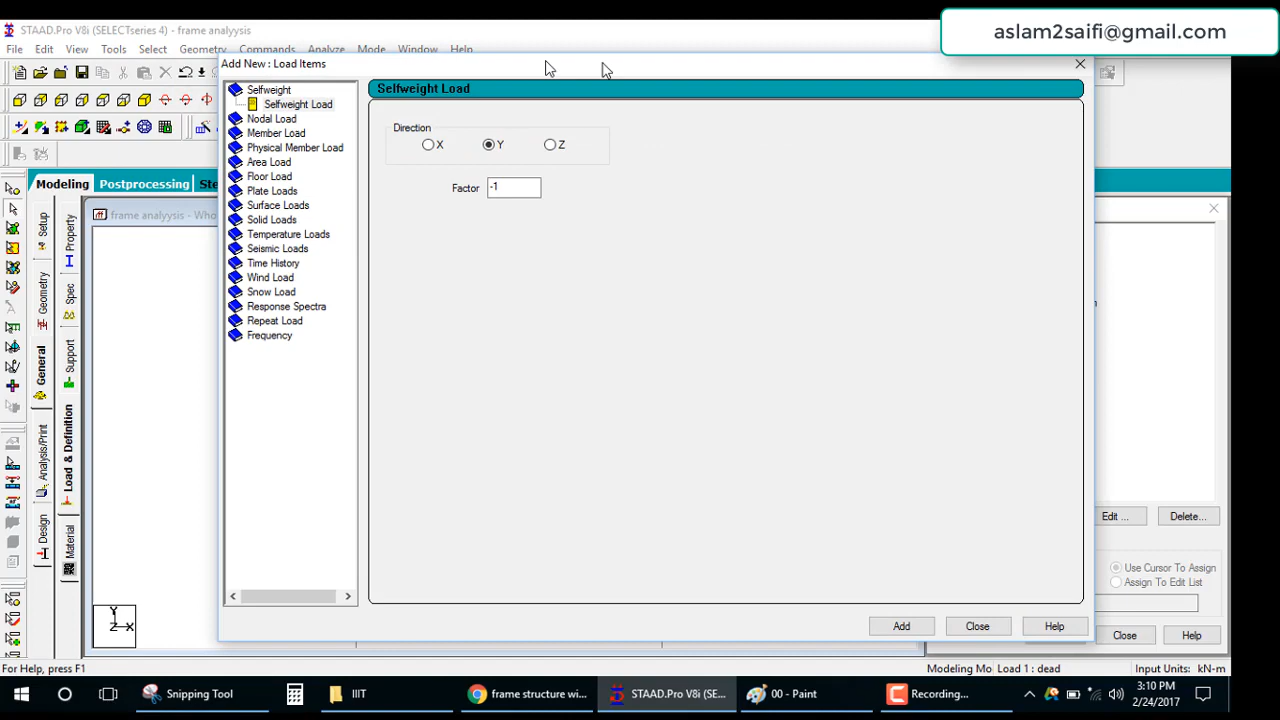 STAAD.Pro V8i (SELECTseries 4) - frame analyysis
aslam2saifi@gmail.com
File Edit View Tools Select Geometry Commands Analyze Mode Window Help
Add New : Load Items
Selfweight
Selfweight Load
Nodal Load
Member Load
Physical Member Load
Area Load
Floor Load
Plate Loads
Surface Loads
Solid Loads
Temperature Loads
Seismic Loads
Time History
Wind Load
Snow Load
Response Spectra
Repeat Load
Frequency
Selfweight Load
Direction
X Y Z
Factor -1
Add Close Help
Modeling Postprocessing
frame analyysis - Who
Setup
Geometry
General
Analysis/Print
Design
Property
Spec
Support
Load & Definition
Material
Y
Z X
Edit ... Delete...
Use Cursor To Assign
Assign To Edit List
Close Help
For Help, press F1
Modeling Mo Load 1 : dead Input Units: kN-m
Snipping Tool
IIIT
frame structure wi...
STAAD.Pro V8i (SE...
00 - Paint
Recording...
3:10 PM
2/24/2017